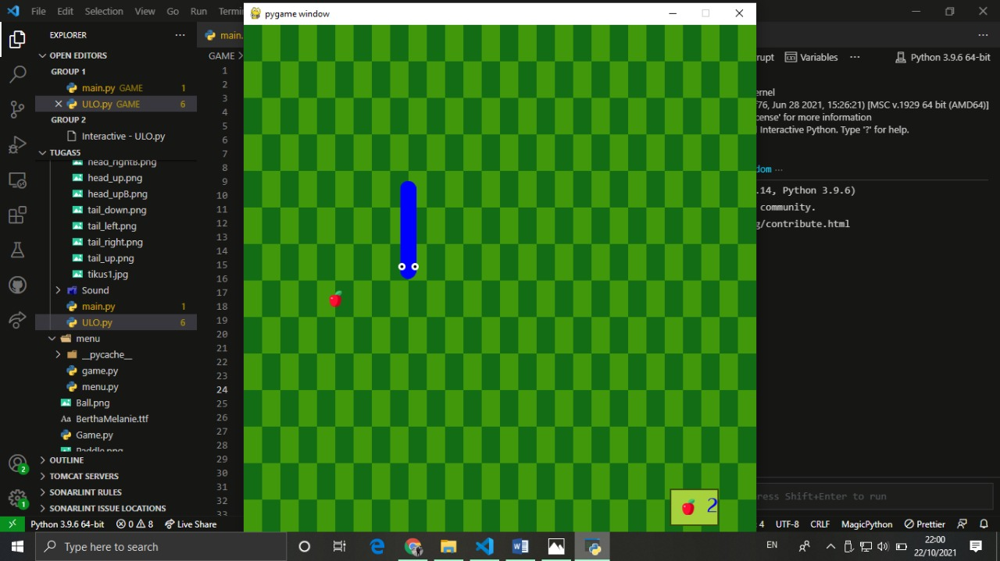 File Edit Selection View Go Run Termi
pygame window
EXPLORER
main.
OPEN EDITORS
GAME
rupt Variables Python 3.9.6 64-bit
GROUP 1
main.py GAME 1
ULO.py GAME 6
GROUP 2
Interactive - ULO.py
TUGAS5
head_right8.png
head_up.png
head_up8.png
tail_down.png
tail_left.png
tail_right.png
tail_up.png
tikus1.jpg
Sound
main.py 1
ULO.py 6
menu
__pycache__
game.py
menu.py
Ball.png
Aa BerthaMelanie.ttf
Game.py
Paddle.png
OUTLINE
TOMCAT SERVERS
SONARLINT RULES
SONARLINT ISSUE LOCATIONS
2
1
1
2
3
4
5
6
7
8
9
10
11
12
13
14
15
16
17
18
19
20
21
22
23
24
25
26
27
28
29
30
31
32
33
2
ernel
f76, Jun 28 2021, 15:26:21) [MSC v.1929 64 bit (AMD64)]
cense' for more information
Interactive Python. Type '?' for help.
dom ...
.14, Python 3.9.6)
community.
g/contribute.html
ress Shift+Enter to run
Python 3.9.6 64-bit 0 8 Live Share
4 UTF-8 CRLF MagicPython Prettier
Type here to search
EN
22/10/2021